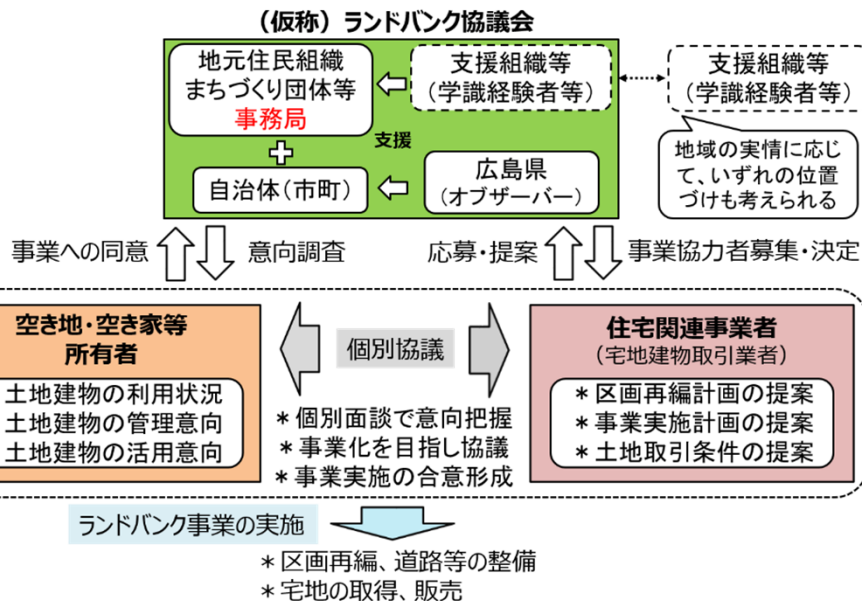 （仮称）ランドバンク協議会
地元住民組織
まちづくり団体等
事務局
支援組織等
（学識経験者等）
支援組織等
（学識経験者等）
支援
自治体（市町）
広島県
（オブザーバー）
地域の実情に応じ
て、いずれの位置
づけも考えられる
事業への同意
意向調査
応募・提案
事業協力者募集・決定
空き地・空き家等
所有者
土地建物の利用状況
土地建物の管理意向
土地建物の活用意向
個別協議
＊個別面談で意向把握
＊事業化を目指し協議
＊事業実施の合意形成
住宅関連事業者
（宅地建物取引業者）
＊区画再編計画の提案
＊事業実施計画の提案
＊土地取引条件の提案
ランドバンク事業の実施
＊区画再編、道路等の整備
＊宅地の取得、販売